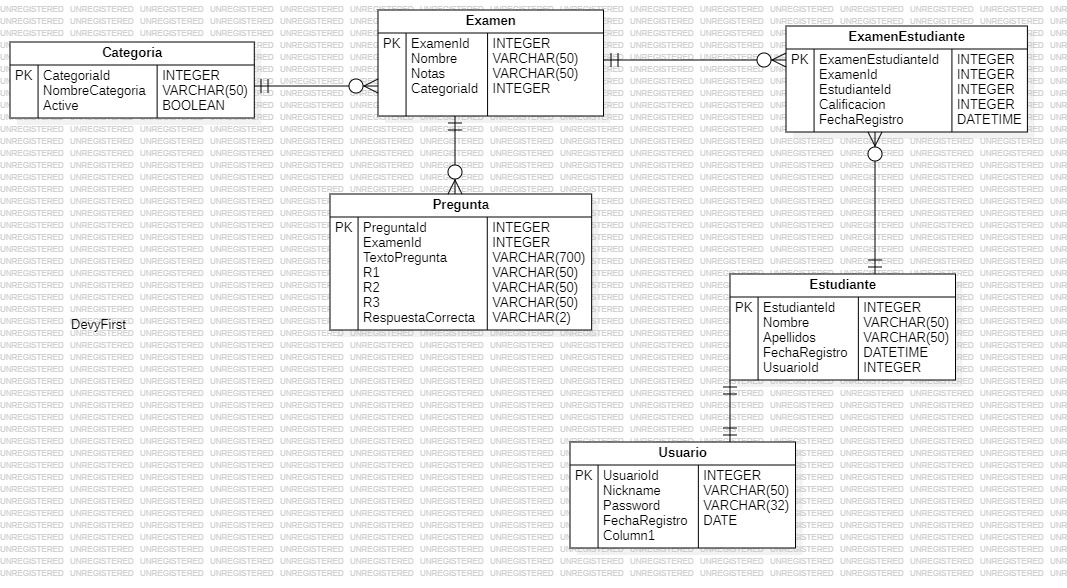 Examen
PK ExamenId INTEGER
Nombre VARCHAR(50)
Notas VARCHAR(50)
CategoriaId INTEGER
Categoria
PK CategoriaId INTEGER
NombreCategoria VARCHAR(50)
Active BOOLEAN
ExamenEstudiante
PK ExamenEstudianteId INTEGER
ExamenId INTEGER
EstudianteId INTEGER
Calificacion INTEGER
FechaRegistro DATETIME
Pregunta
PK PreguntaId INTEGER
ExamenId INTEGER
TextoPregunta VARCHAR(700)
R1 VARCHAR(50)
R2 VARCHAR(50)
R3 VARCHAR(50)
RespuestaCorrecta VARCHAR(2)
DevyFirst
Estudiante
PK EstudianteId INTEGER
Nombre VARCHAR(50)
Apellidos VARCHAR(50)
FechaRegistro DATETIME
UsuarioId INTEGER
Usuario
PK UsuarioId INTEGER
Nickname VARCHAR(50)
Password VARCHAR(32)
FechaRegistro DATE
Column1
UNREGISTERED